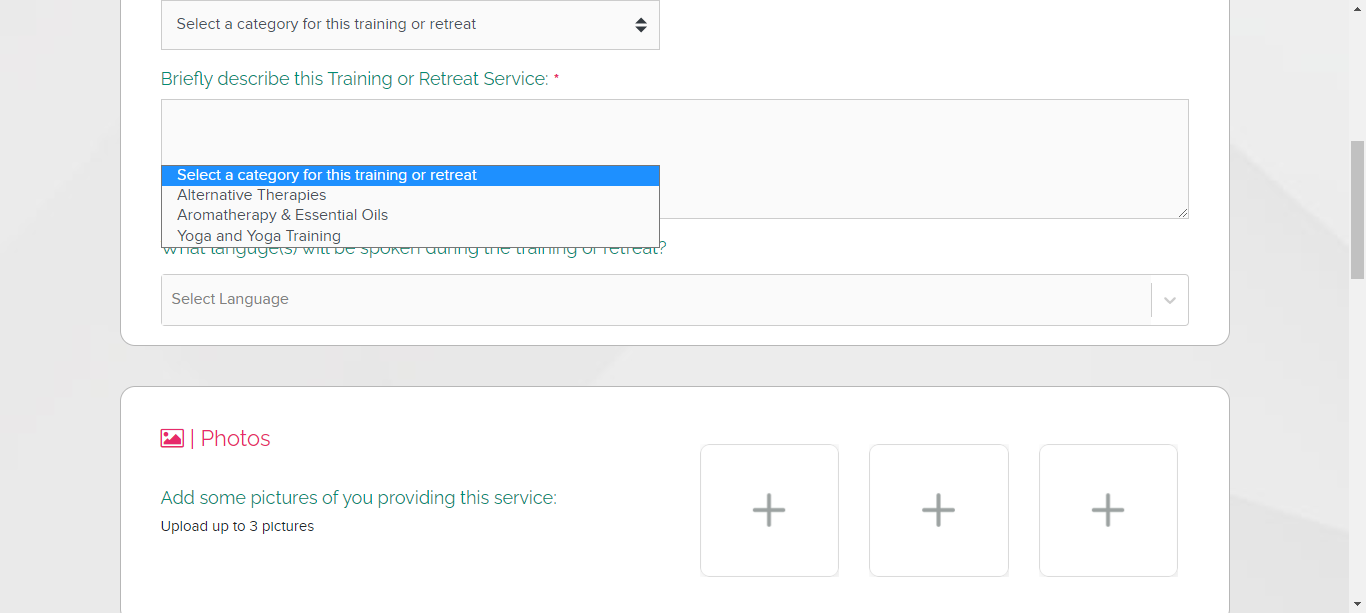 Select a category for this training or retreat
Briefly describe this Training or Retreat Service: *
Select a category for this training or retreat
Alternative Therapies
Aromatherapy & Essential Oils
Yoga and Yoga Training
What languge(s) will be spoken during the training or retreat?
Select Language
| Photos
Add some pictures of you providing this service:
Upload up to 3 pictures